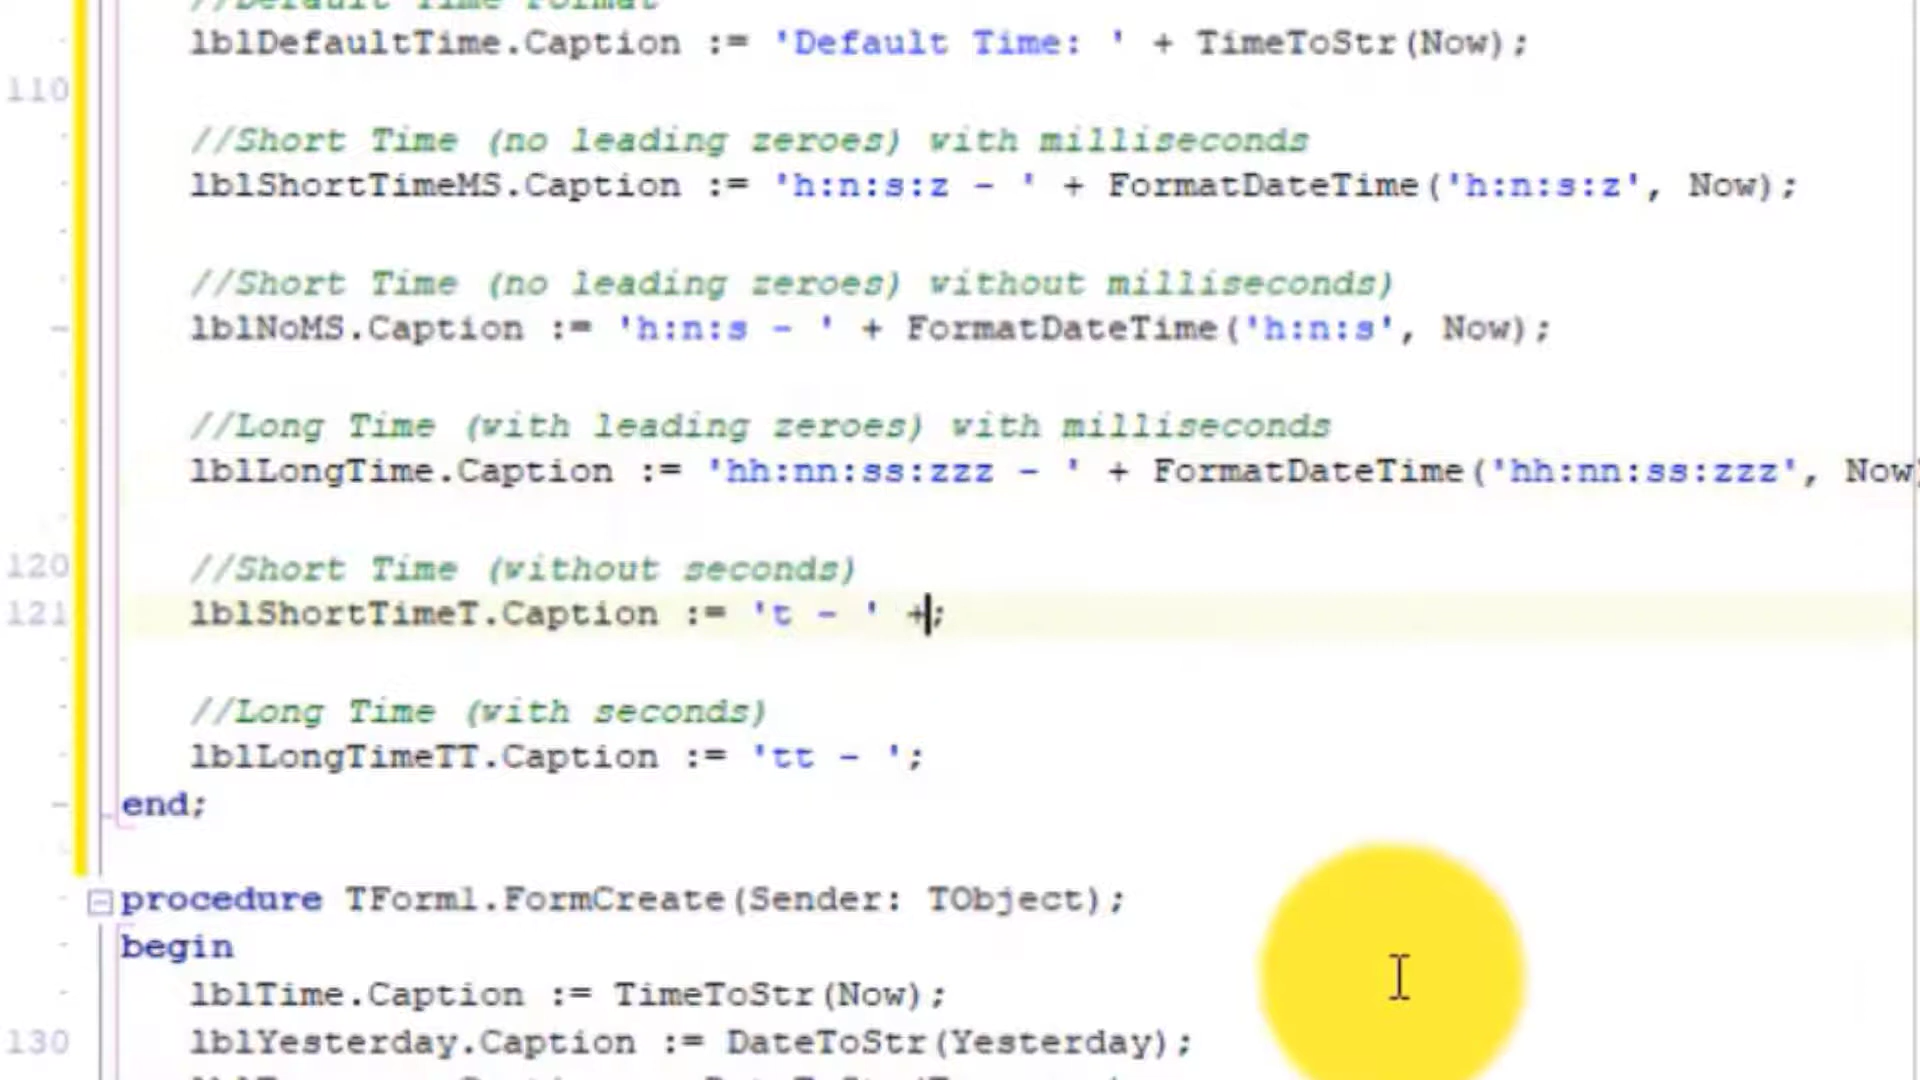 //Default Time Format
lblDefaultTime.Caption := 'Default Time: ' + TimeToStr(Now);
110
//Short Time (no leading zeroes) with milliseconds
lblShortTimeMS.Caption := 'h:n:s:z - ' + FormatDateTime('h:n:s:z', Now);
//Short Time (no leading zeroes) without milliseconds)
lblNoMS.Caption := 'h:n:s - ' + FormatDateTime('h:n:s', Now);
//Long Time (with leading zeroes) with milliseconds
lblLongTime.Caption := 'hh:nn:ss:zzz - ' + FormatDateTime('hh:nn:ss:zzz', Now)
120 //Short Time (without seconds)
121 lblShortTimeT.Caption := 't - ' +;
//Long Time (with seconds)
lblLongTimeTT.Caption := 'tt - ';
end;
procedure TForm1.FormCreate(Sender: TObject);
begin
lblTime.Caption := TimeToStr(Now);
130 lblYesterday.Caption := DateToStr(Yesterday);